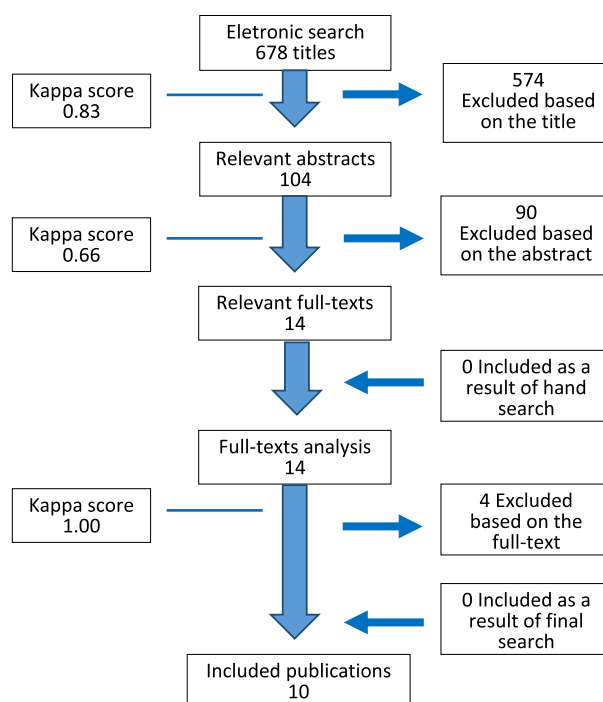 Eletronic search
678 titles
Kappa score
0.83
574
Excluded based
on the title
Relevant abstracts
104
Kappa score
0.66
90
Excluded based
on the abstract
Relevant full-texts
14
0 Included as a
result of hand
search
Full-texts analysis
14
Kappa score
1.00
4 Excluded
based on the
full-text
0 Included as a
result of final
search
Included publications
10